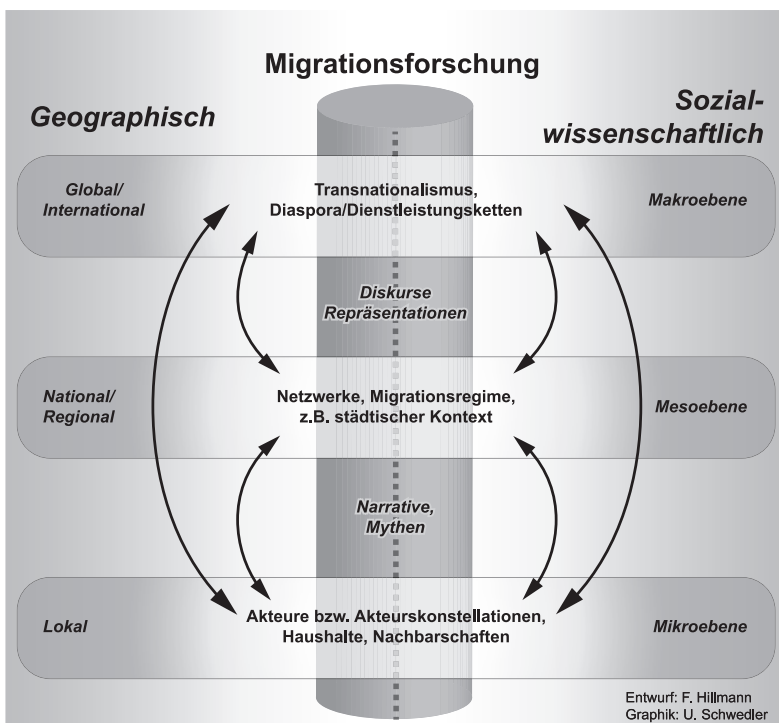 Migrationsforschung
Geographisch
Sozial-
wissenschaftlich
Global/
International
Transnationalismus,
Diaspora/Dienstleistungsketten
Makroebene
Diskurse
Repräsentationen
National/
Regional
Netzwerke, Migrationsregime,
z.B. städtischer Kontext
Mesoebene
Narrative,
Mythen
Lokal
Akteure bzw. Akteurskonstellationen,
Haushalte, Nachbarschaften
Mikroebene
Entwurf: F. Hillmann
Graphik: U. Schwedler